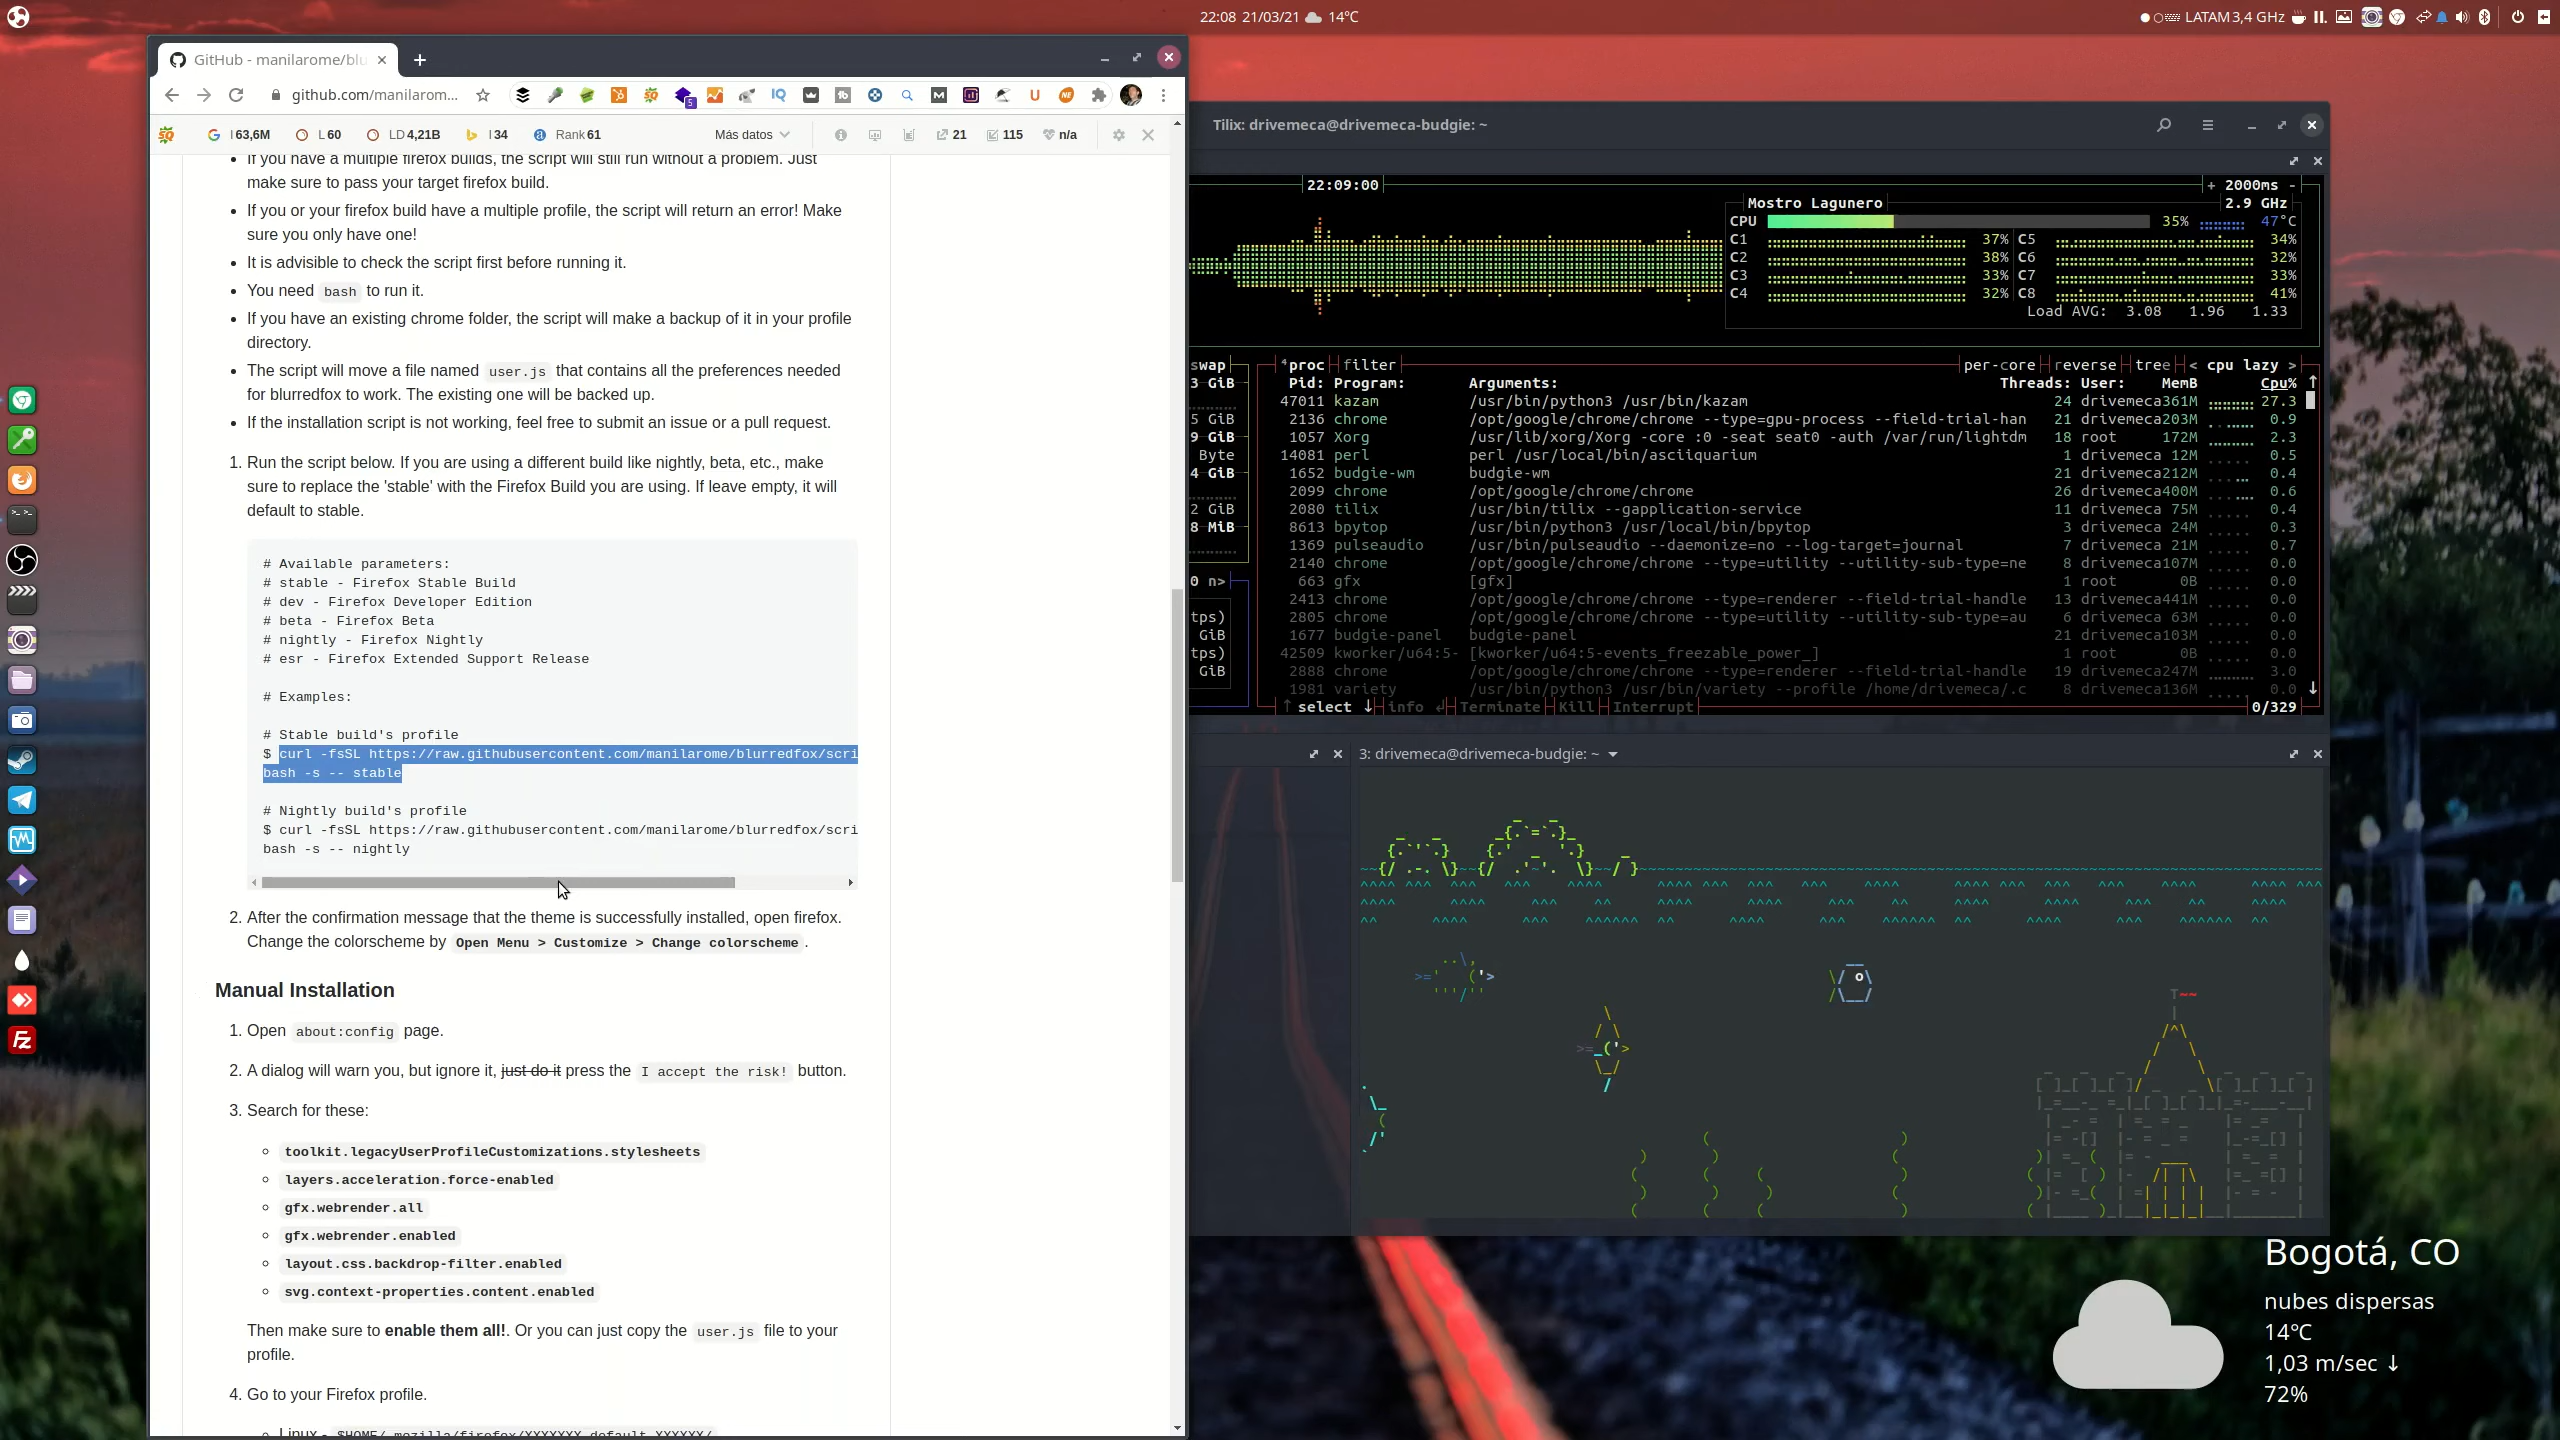 22:08 21/03/21 14°C
LATAM 3,4 GHz
GitHub - manilarome/blu
github.com/manilarom...
5
I 63,6M L 60 LD 4,21B I 34 Rank 61 Más datos 21 115 n/a
If you have a multiple firefox builds, the script will still run without a problem. Just
make sure to pass your target firefox build.
If you or your firefox build have a multiple profile, the script will return an error! Make
sure you only have one!
It is advisible to check the script first before running it.
You need bash to run it.
If you have an existing chrome folder, the script will make a backup of it in your profile
directory.
The script will move a file named user.js that contains all the preferences needed
for blurredfox to work. The existing one will be backed up.
If the installation script is not working, feel free to submit an issue or a pull request.
1. Run the script below. If you are using a different build like nightly, beta, etc., make
sure to replace the 'stable' with the Firefox Build you are using. If leave empty, it will
default to stable.
# Available parameters:
# stable - Firefox Stable Build
# dev - Firefox Developer Edition
# beta - Firefox Beta
# nightly - Firefox Nightly
# esr - Firefox Extended Support Release
# Examples:
# Stable build's profile
$ curl -fsSL https://raw.githubusercontent.com/manilarome/blurredfox/scri
bash -s -- stable
# Nightly build's profile
$ curl -fsSL https://raw.githubusercontent.com/manilarome/blurredfox/scri
bash -s -- nightly
2. After the confirmation message that the theme is successfully installed, open firefox.
Change the colorscheme by Open Menu > Customize > Change colorscheme .
Manual Installation
1. Open about:config page.
2. A dialog will warn you, but ignore it, just do it press the I accept the risk! button.
3. Search for these:
toolkit.legacyUserProfileCustomizations.stylesheets
layers.acceleration.force-enabled
gfx.webrender.all
gfx.webrender.enabled
layout.css.backdrop-filter.enabled
svg.context-properties.content.enabled
Then make sure to enable them all!. Or you can just copy the user.js file to your
profile.
4. Go to your Firefox profile.
Linux - $HOME/.mozilla/firefox/XXXXXXX.default-XXXXXX/
Tilix: drivemeca@drivemeca-budgie: ~
22:09:00 + 2000ms -
Mostro Lagunero 2.9 GHz
CPU 35% 47°C
C1 37% C5 34%
C2 38% C6 32%
C3 33% C7 33%
C4 32% C8 41%
Load AVG: 3.08 1.96 1.33
swap
3 GiB
5 GiB
9 GiB
Byte
4 GiB
2 GiB
8 MiB
0 n>
tps)
GiB
tps)
GiB
4proc filter per-core reverse tree < cpu lazy >
Pid: Program: Arguments: Threads: User: MemB Cpu%
47011 kazam /usr/bin/python3 /usr/bin/kazam 24 drivemeca361M 27.3
2136 chrome /opt/google/chrome/chrome --type=gpu-process --field-trial-han 21 drivemeca203M 0.9
1057 Xorg /usr/lib/xorg/Xorg -core :0 -seat seat0 -auth /var/run/lightdm 18 root 172M 2.3
14081 perl perl /usr/local/bin/asciiquarium 1 drivemeca 12M 0.5
1652 budgie-wm budgie-wm 21 drivemeca212M 0.4
2099 chrome /opt/google/chrome/chrome 26 drivemeca400M 0.6
2080 tilix /usr/bin/tilix --gapplication-service 11 drivemeca 75M 0.4
8613 bpytop /usr/bin/python3 /usr/local/bin/bpytop 3 drivemeca 24M 0.3
1369 pulseaudio /usr/bin/pulseaudio --daemonize=no --log-target=journal 7 drivemeca 21M 0.7
2140 chrome /opt/google/chrome/chrome --type=utility --utility-sub-type=ne 8 drivemeca107M 0.0
663 gfx [gfx] 1 root 0B 0.0
2413 chrome /opt/google/chrome/chrome --type=renderer --field-trial-handle 13 drivemeca441M 0.0
2805 chrome /opt/google/chrome/chrome --type=utility --utility-sub-type=au 6 drivemeca 63M 0.0
1677 budgie-panel budgie-panel 21 drivemeca103M 0.0
42509 kworker/u64:5- [kworker/u64:5-events_freezable_power_] 1 root 0B 0.0
2888 chrome /opt/google/chrome/chrome --type=renderer --field-trial-handle 19 drivemeca247M 3.0
1981 variety /usr/bin/python3 /usr/bin/variety --profile /home/drivemeca/.c 8 drivemeca136M 0.0
↑ select ↓ info ↲ Terminate Kill Interrupt 0/329
3: drivemeca@drivemeca-budgie: ~
Bogotá, CO
nubes dispersas
14°C
1,03 m/sec ↓
72%